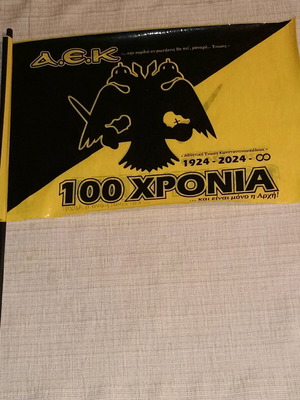 Α.Ε.Κ.
1924 - 2024 - ∞
100 ΧΡΟΝΙΑ
... και είναι μόνο η Αρχή!